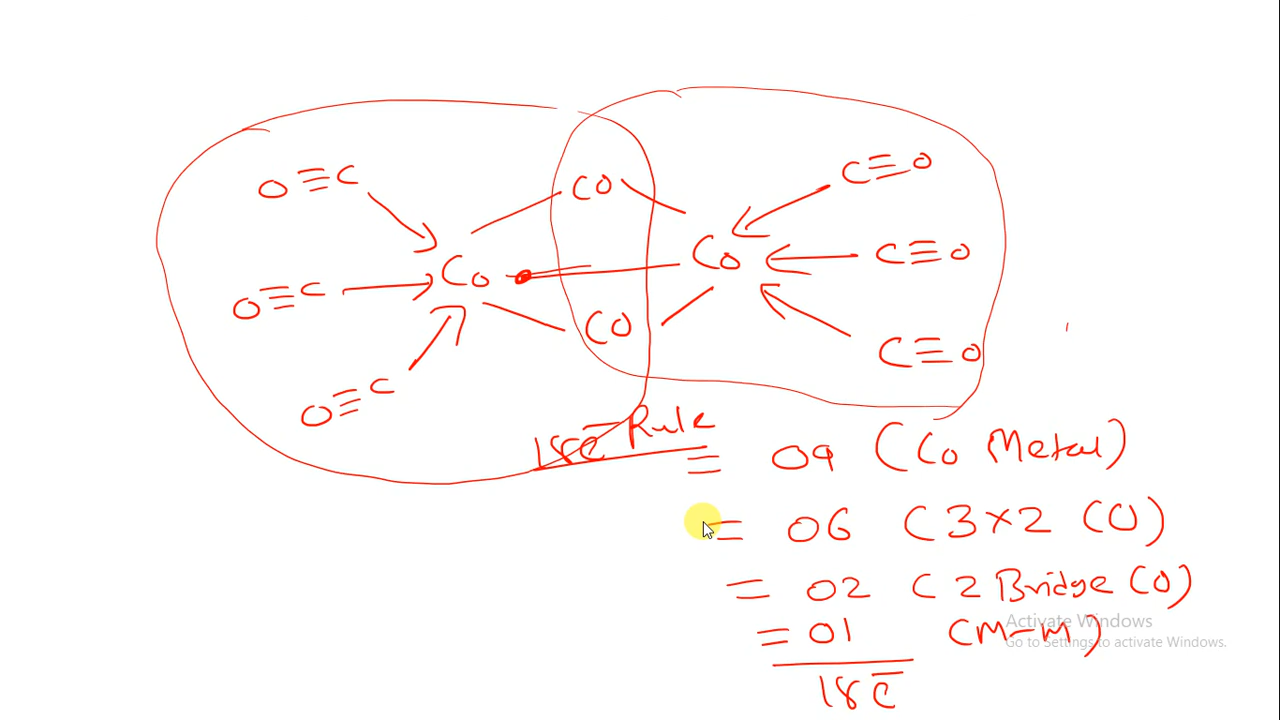 O≡C CO C≡O
O≡C Co Co C≡O
O≡C CO C≡O
18e̅ Rule
= 09 (Co Metal)
= 06 (3×2 CO)
= 02 (2 Bridge CO)
= 01 (M-M)
18e̅
Activate Windows
Go to Settings to activate Windows.